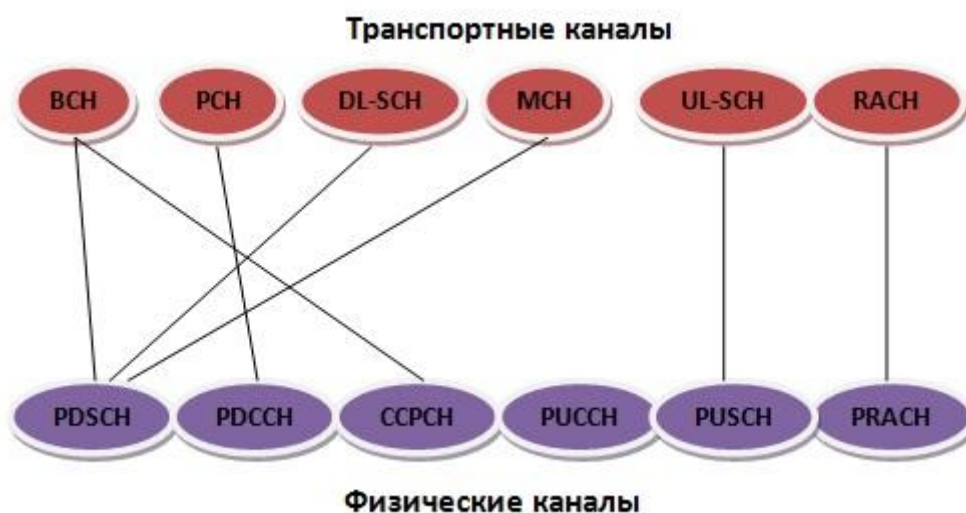 Транспортные каналы
BCH PCH DL-SCH MCH UL-SCH RACH
PDSCH PDCCH CCPCH PUCCH PUSCH PRACH
Физические каналы